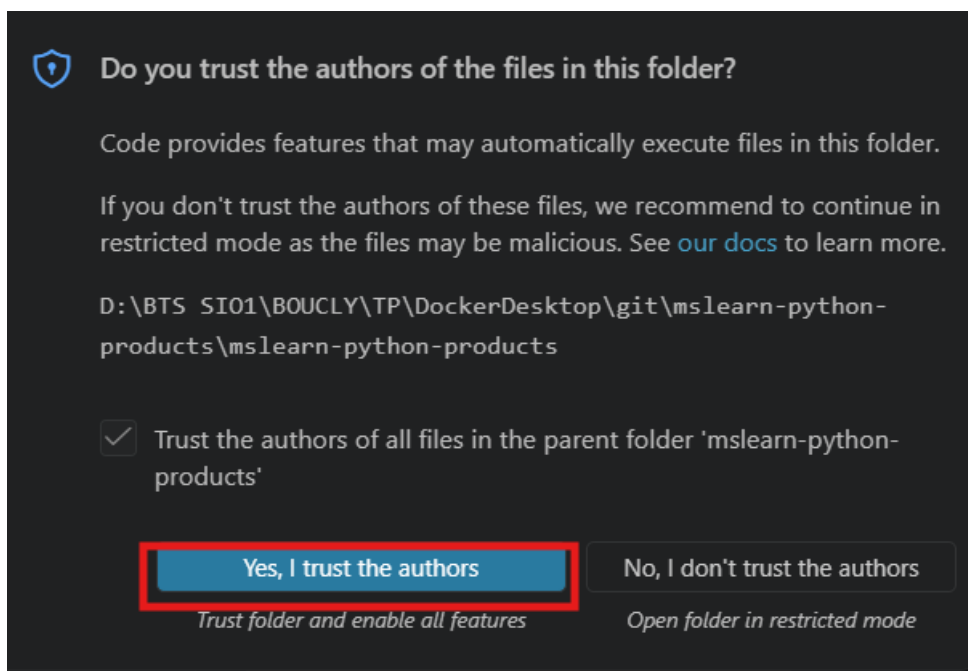 Do you trust the authors of the files in this folder?
Code provides features that may automatically execute files in this folder.
If you don't trust the authors of these files, we recommend to continue in
restricted mode as the files may be malicious. See our docs to learn more.
D:\BTS SIO1\BOUCLY\TP\DockerDesktop\git\mslearn-python-
products\mslearn-python-products
Trust the authors of all files in the parent folder 'mslearn-python-
products'
Yes, I trust the authors
No, I don't trust the authors
Trust folder and enable all features
Open folder in restricted mode